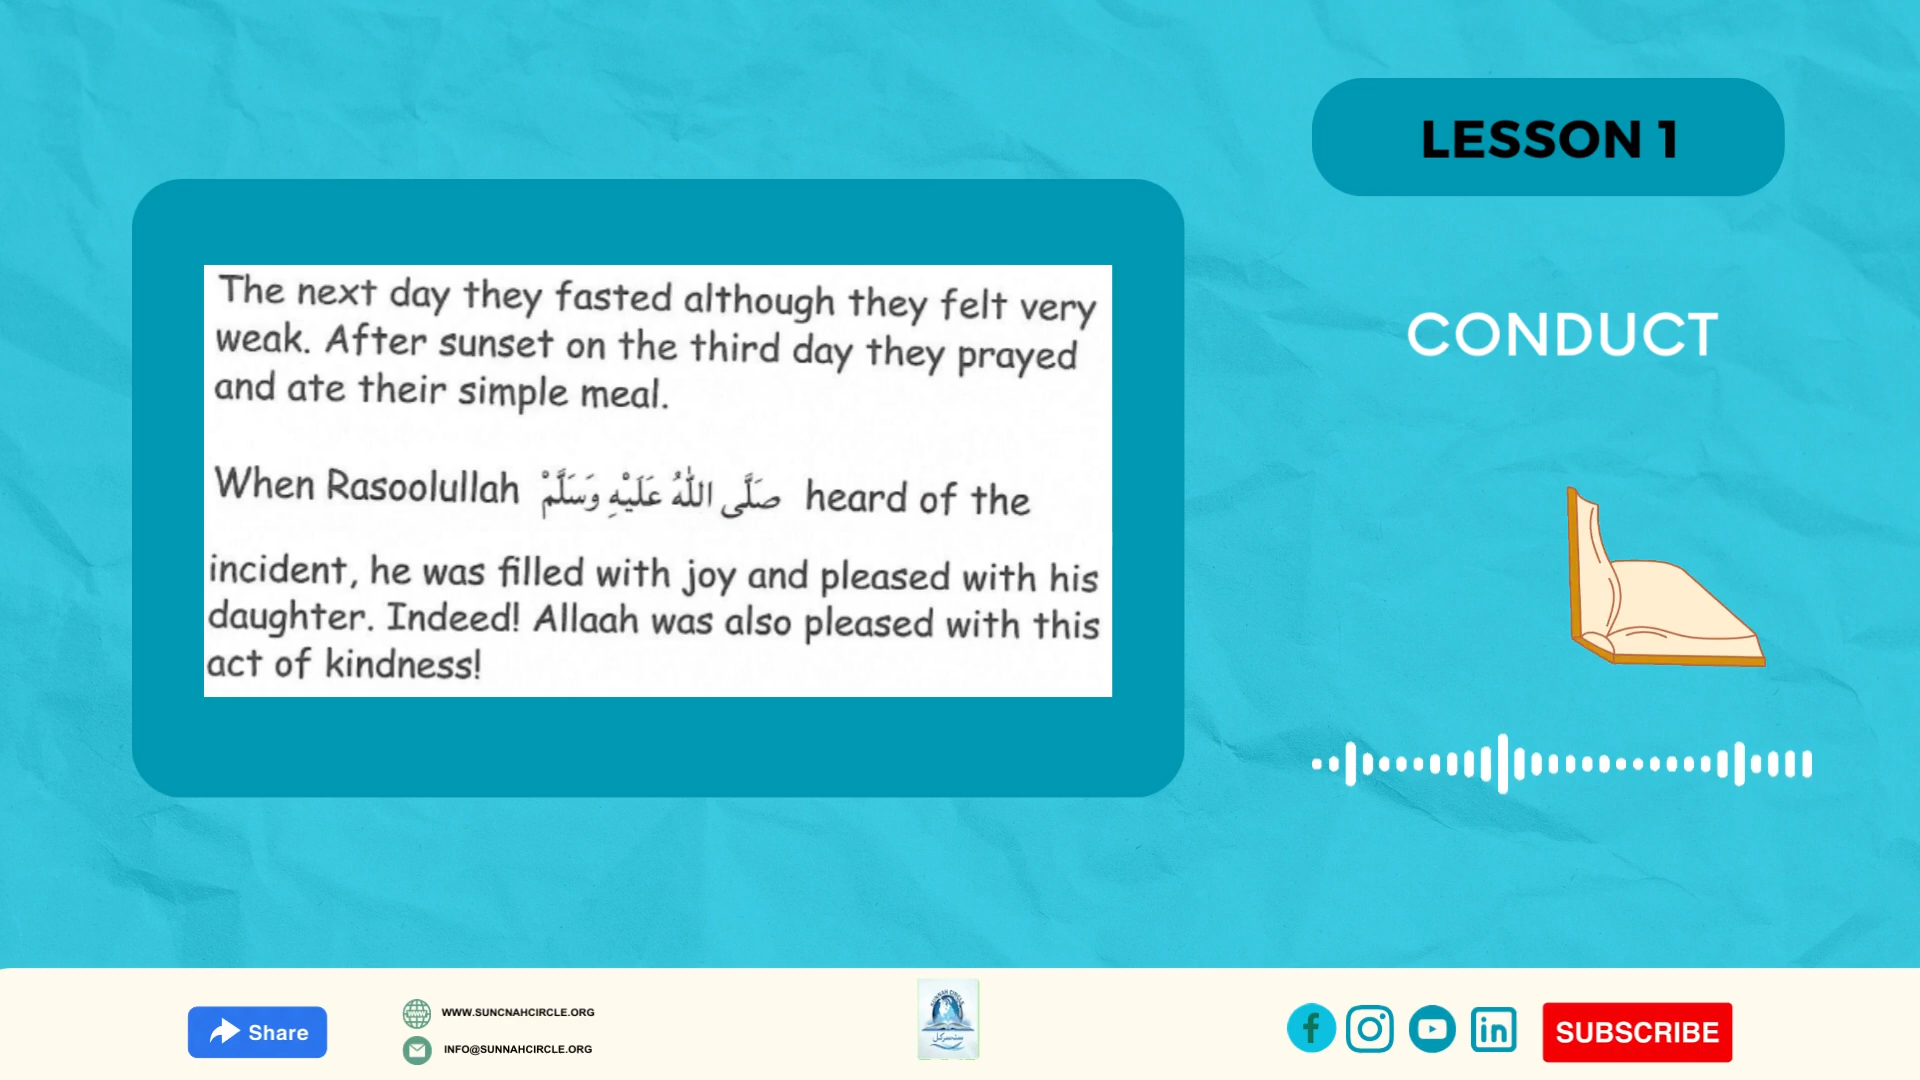 LESSON 1
CONDUCT
The next day they fasted although they felt very
weak. After sunset on the third day they prayed
and ate their simple meal.
When Rasoolullah صَلَّى اللّٰهُ عَلَيْهِ وَسَلَّمْ heard of the
incident, he was filled with joy and pleased with his
daughter. Indeed! Allaah was also pleased with this
act of kindness!
Share
WWW.SUNCNAHCIRCLE.ORG
INFO@SUNNAHCIRCLE.ORG
SUNNAH CIRCLE
SUBSCRIBE